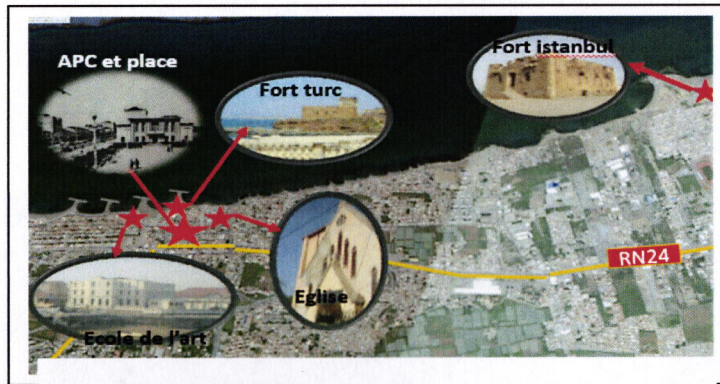 APC et place
Fort turc
Fort istanbul
Eglise
RN24
Ecole de l'art